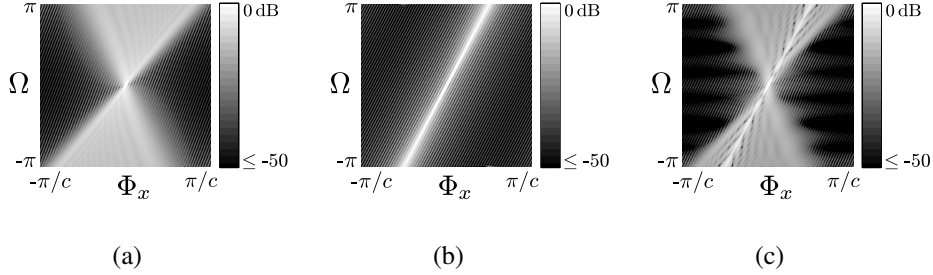 π 0 dB π 0 dB π 0 dB
Ω Ω Ω
-π ≤ -50 -π ≤ -50 -π ≤ -50
-π/c Φx π/c -π/c Φx π/c -π/c Φx π/c
(a) (b) (c)